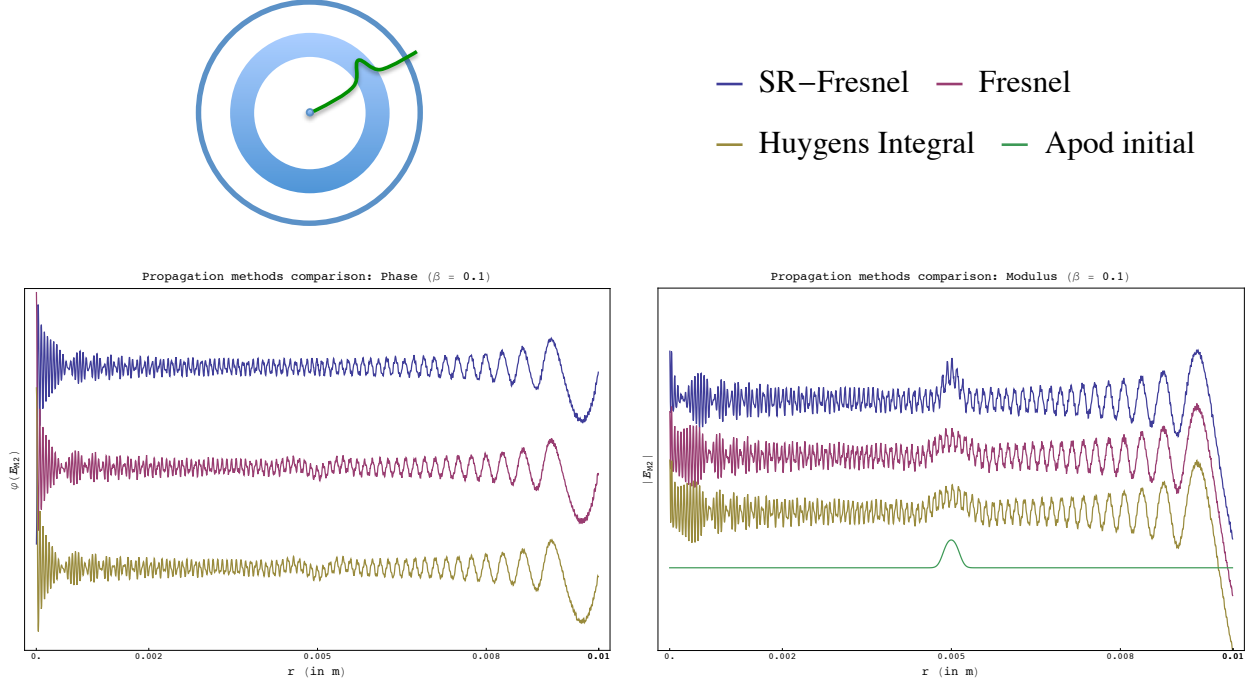 SR−Fresnel Fresnel
Huygens Integral Apod initial
Propagation methods comparison: Phase (β = 0.1)
φ(E_M2)
0. 0.002 0.005 0.008 0.01
r (in m)
Propagation methods comparison: Modulus (β = 0.1)
|E_M2|
0. 0.002 0.005 0.008 0.01
r (in m)